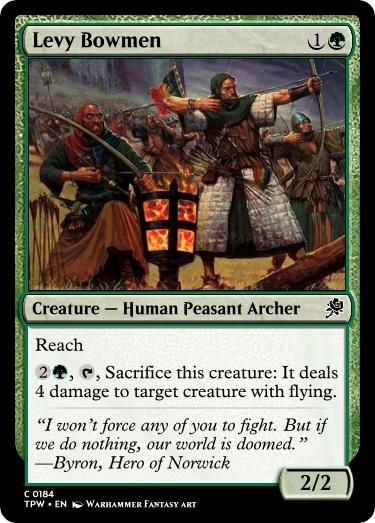 Levy Bowmen 1
Creature — Human Peasant Archer
Reach
2, , Sacrifice this creature: It deals
4 damage to target creature with flying.
“I won’t force any of you to fight. But if
we do nothing, our world is doomed.”
—Byron, Hero of Norwick
2/2
C 0184
TPW • EN Warhammer Fantasy art